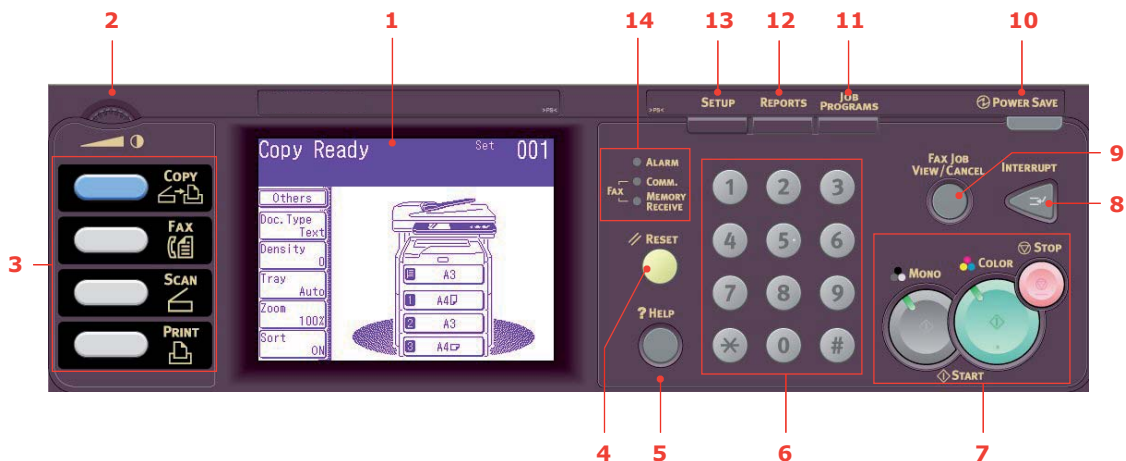 2
1
14
13
12
11
10
>PB<
>PB<
SETUP
REPORTS
JOB
PROGRAMS
POWER SAVE
COPY
FAX
SCAN
PRINT
3
Copy Ready
Set
001
Others
Doc. Type
Text
Density
0
Tray
Auto
Zoom
100%
Sort
ON
A3
1
A4
2
A3
3
A4
ALARM
FAX
COMM.
MEMORY
RECEIVE
RESET
? HELP
1
2
3
4
5
6
7
8
9
*
0
#
FAX JOB
VIEW/CANCEL
INTERRUPT
9
8
STOP
MONO
COLOR
START
4
5
6
7